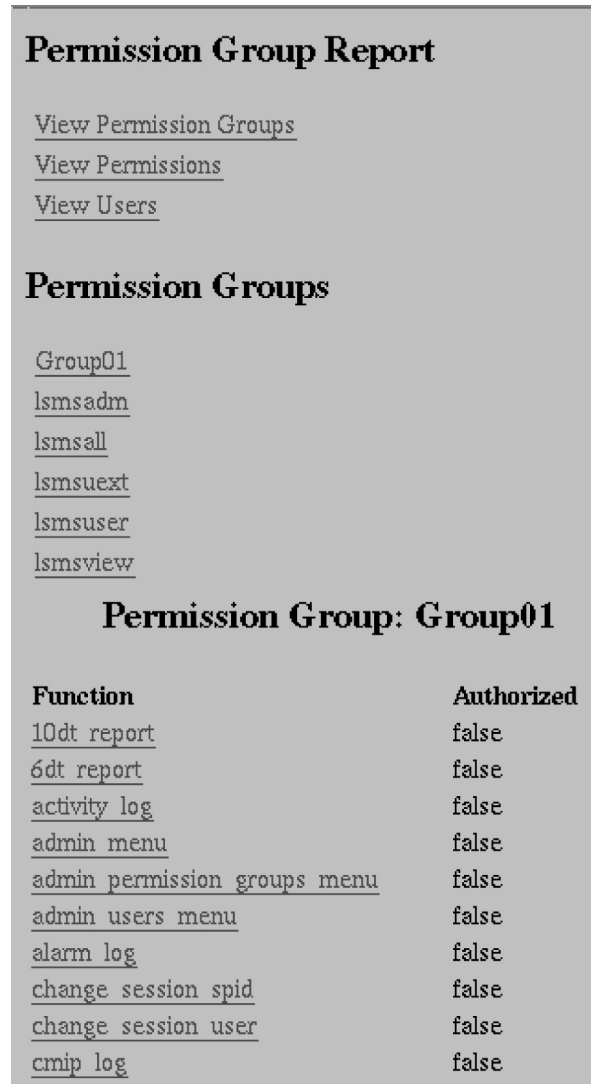 Permission Group Report
View Permission Groups
View Permissions
View Users
Permission Groups
Group01
lsmsadm
lsmsall
lsmsuext
lsmsuser
lsmsview
Permission Group: Group01
Function Authorized
10dt report false
6dt report false
activity log false
admin menu false
admin permission groups menu false
admin users menu false
alarm log false
change session spid false
change session user false
cmip log false